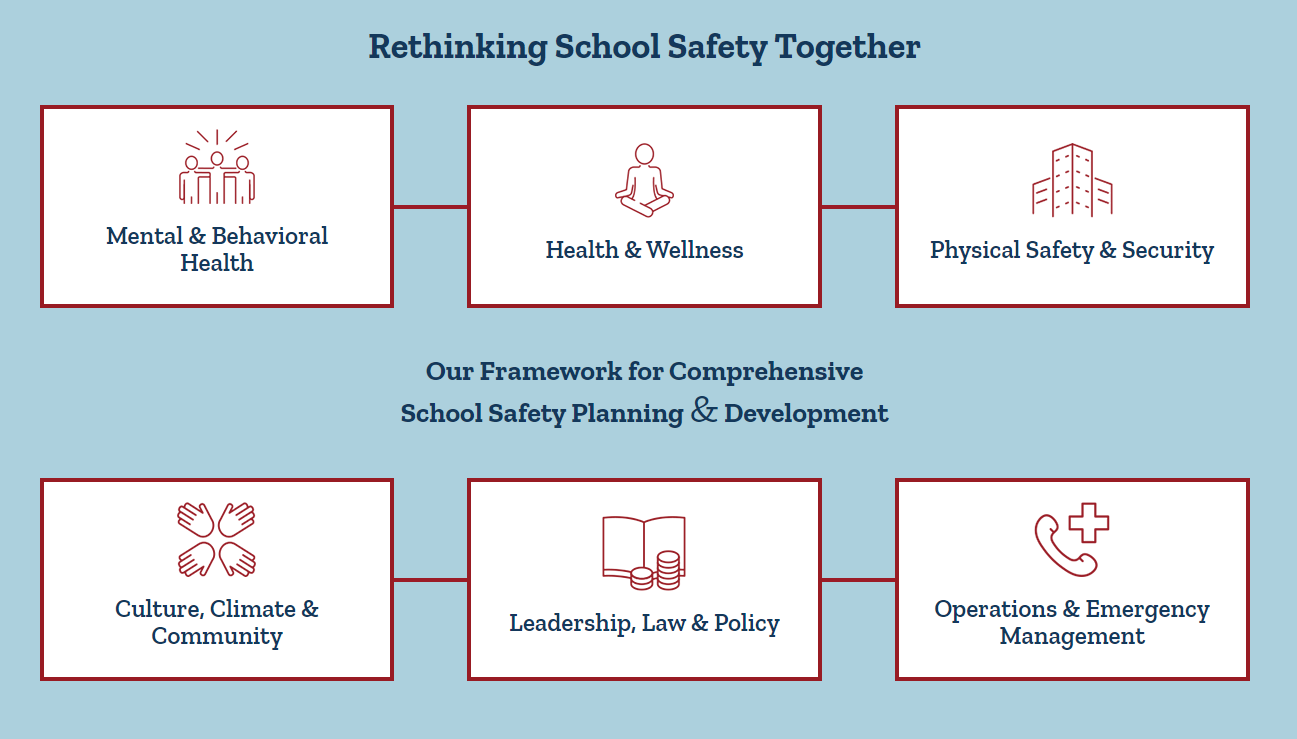 Rethinking School Safety Together
Mental & Behavioral
Health
Health & Wellness
Physical Safety & Security
Our Framework for Comprehensive
School Safety Planning & Development
Culture, Climate &
Community
Leadership, Law & Policy
Operations & Emergency
Management